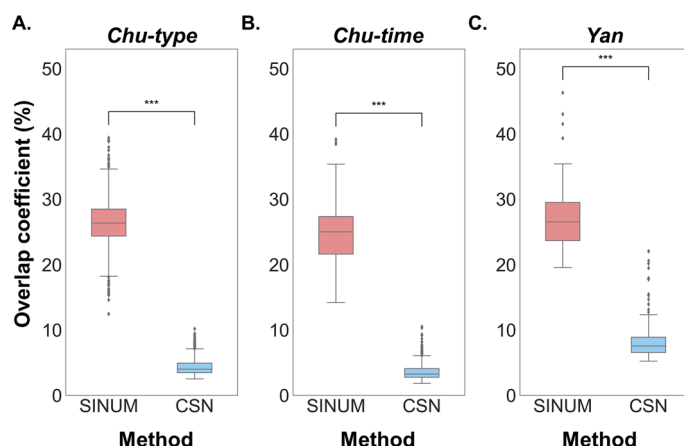 A.
Chu-type
Overlap coefficient (%)
50
40
30
20
10
0
***
SINUM CSN
Method
B.
Chu-time
50
40
30
20
10
0
***
SINUM CSN
Method
C.
Yan
50
40
30
20
10
0
***
SINUM CSN
Method